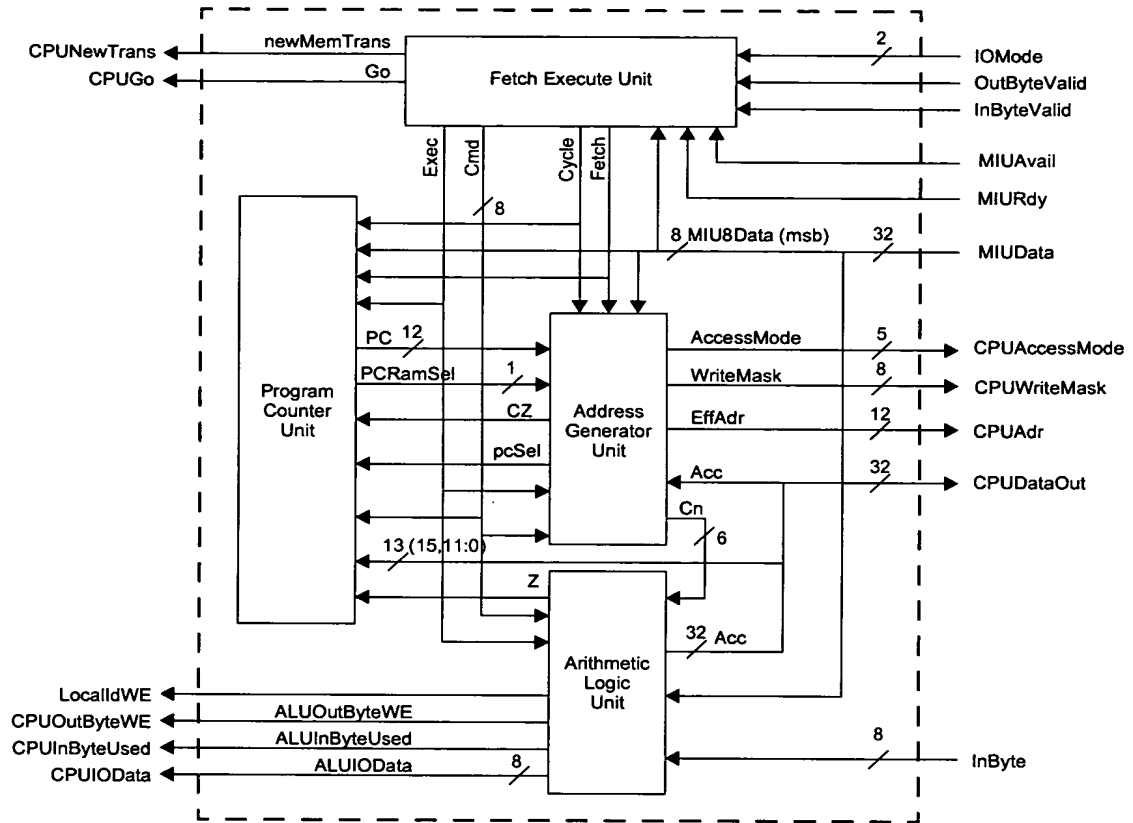 newMemTrans
CPUNewTrans
Go
CPUGo
Fetch Execute Unit
2
IOMode
OutByteValid
InByteValid
MIUAvail
MIURdy
Exec
Cmd
Cycle
Fetch
8
8 MIU8Data (msb)
32
MIUData
PC
12
PCRamSel
1
CZ
pcSel
Program
Counter
Unit
Address
Generator
Unit
AccessMode
5
CPUAccessMode
WriteMask
8
CPUWriteMask
EffAdr
12
CPUAdr
Acc
32
CPUDataOut
Cn
6
13 (15,11:0)
Z
32
Acc
Arithmetic
Logic
Unit
LocalIdWE
CPUOutByteWE
ALUOutByteWE
CPUInByteUsed
ALUInByteUsed
CPUIOData
ALUIOData
8
8
InByte